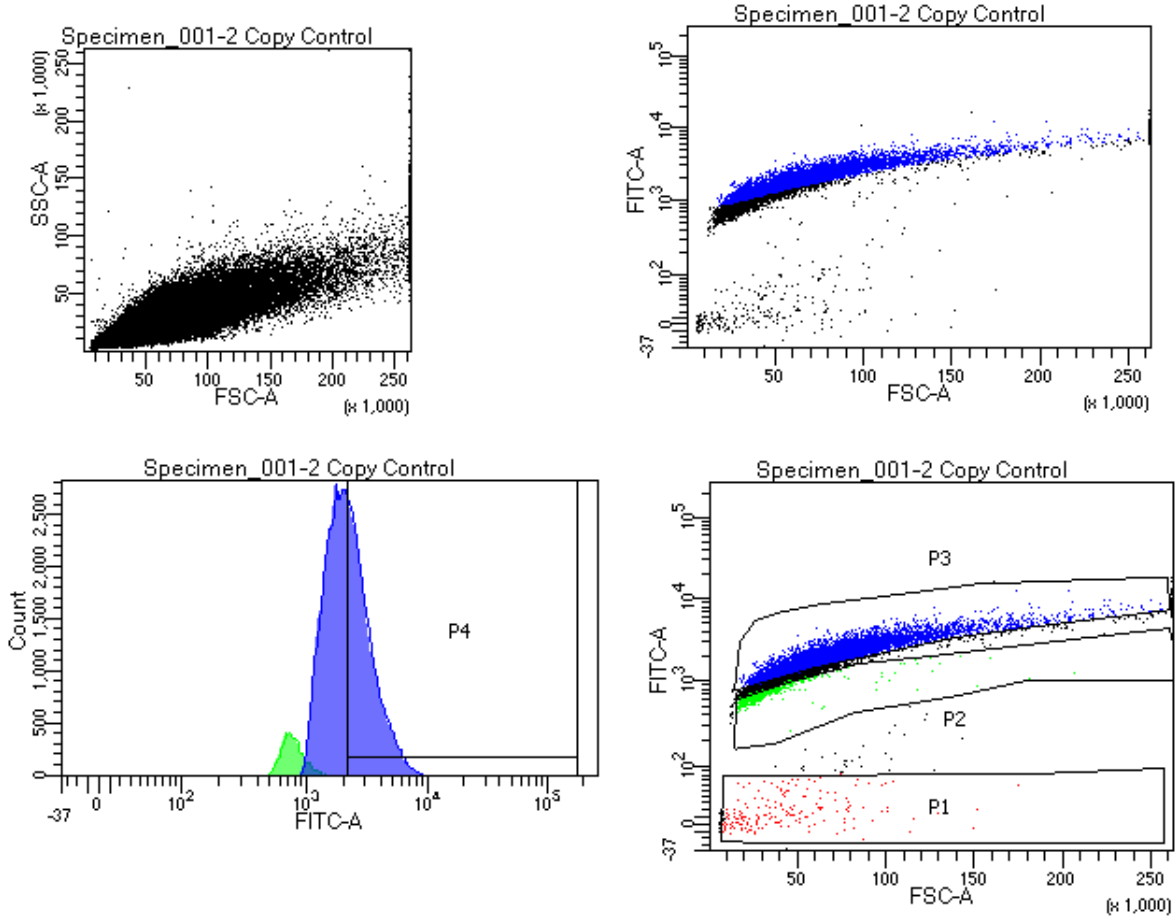 Specimen_001-2 Copy Control
(x 1,000)
SSC-A
250
200
150
100
50
50 100 150 200 250
FSC-A
(x 1,000)
Specimen_001-2 Copy Control
FITC-A
10^5
10^4
10^3
10^2
0
-37
50 100 150 200 250
FSC-A
(x 1,000)
Specimen_001-2 Copy Control
Count
2,500
2,000
1,500
1,000
500
0
P4
-37 0 10^2 10^3 10^4 10^5
FITC-A
Specimen_001-2 Copy Control
FITC-A
10^5
10^4
10^3
10^2
0
-37
P3
P2
P1
50 100 150 200 250
FSC-A
(x 1,000)